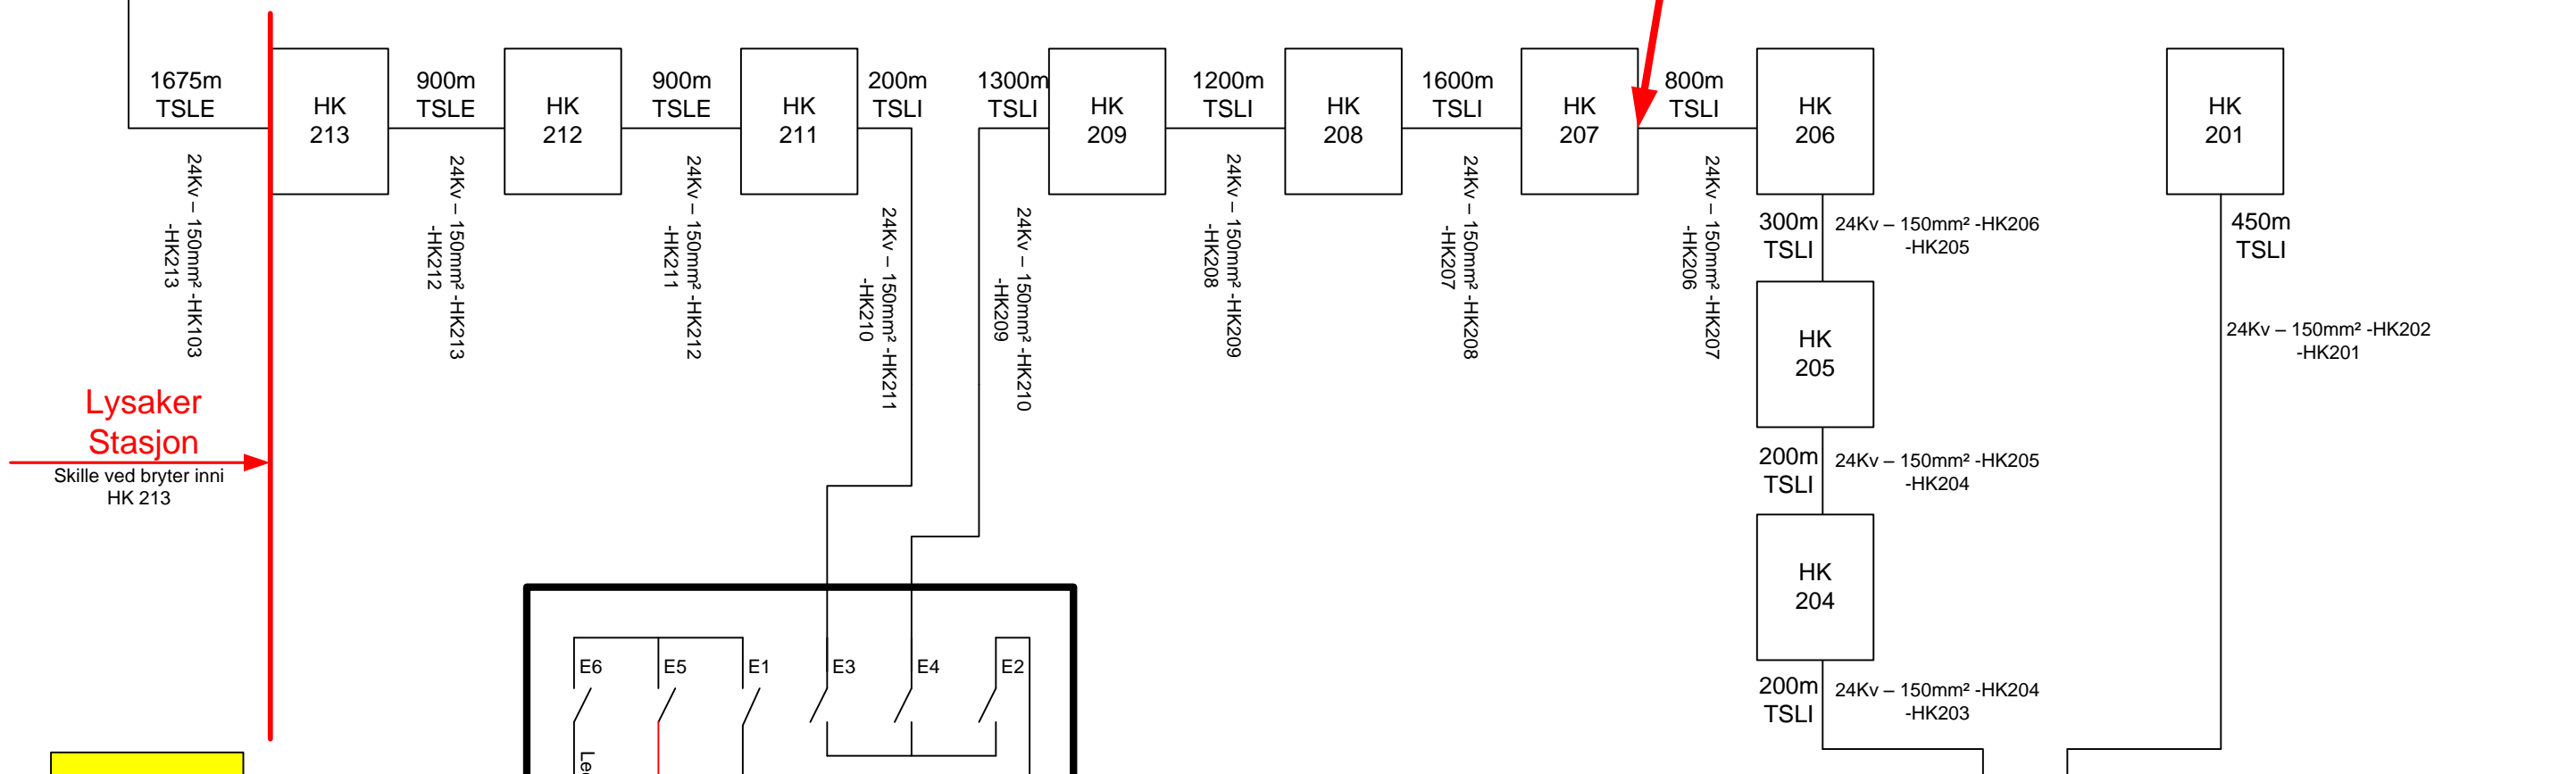 1675m
TSLE
HK
213
900m
TSLE
HK
212
900m
TSLE
HK
211
200m
TSLI
1300m
TSLI
HK
209
1200m
TSLI
HK
208
1600m
TSLI
HK
207
800m
TSLI
HK
206
HK
201
24Kv – 150mm² -HK103
-HK213
24Kv – 150mm² -HK213
-HK212
24Kv – 150mm² -HK212
-HK211
24Kv – 150mm² -HK211
-HK210
24Kv – 150mm² -HK210
-HK209
24Kv – 150mm² -HK209
-HK208
24Kv – 150mm² -HK208
-HK207
24Kv – 150mm² -HK207
-HK206
300m
TSLI
24Kv – 150mm² -HK206
-HK205
450m
TSLI
24Kv – 150mm² -HK202
-HK201
HK
205
Lysaker
Stasjon
Skille ved bryter inni
HK 213
200m
TSLI
24Kv – 150mm² -HK205
-HK204
HK
204
200m
TSLI
24Kv – 150mm² -HK204
-HK203
E6
E5
E1
E3
E4
E2